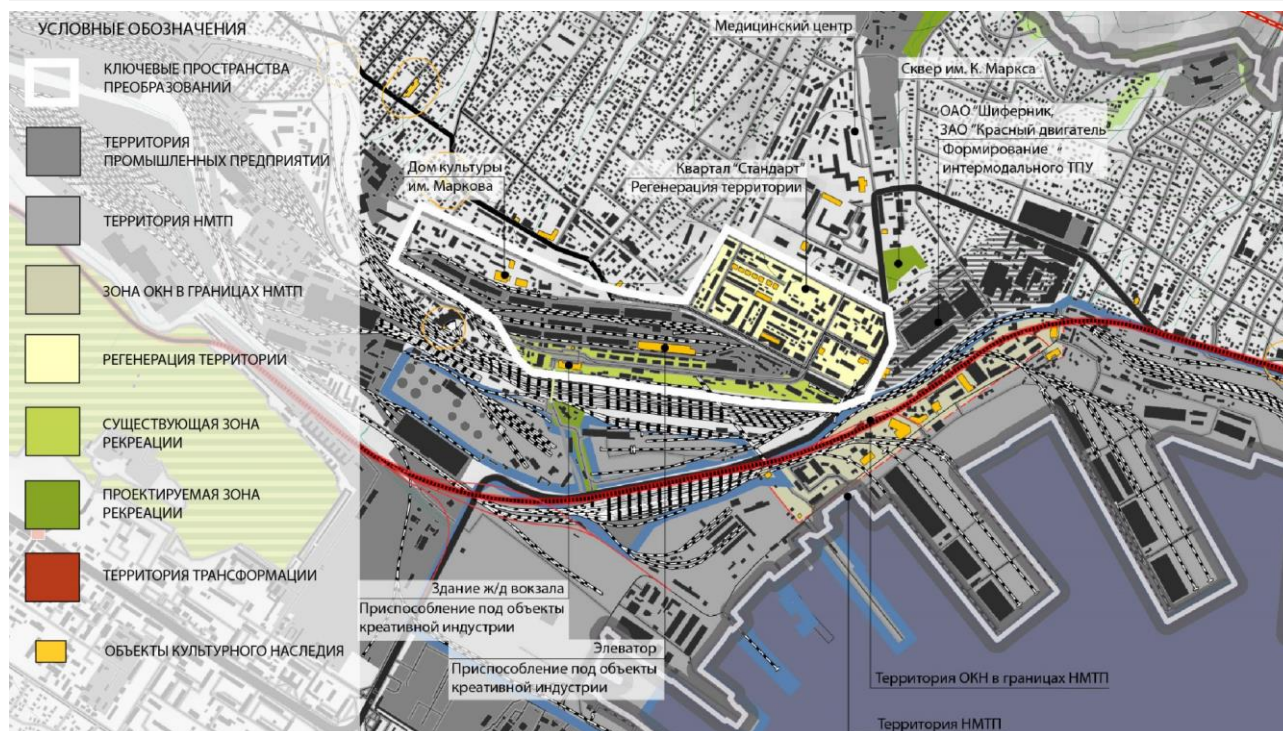 УСЛОВНЫЕ ОБОЗНАЧЕНИЯ
КЛЮЧЕВЫЕ ПРОСТРАНСТВА
ПРЕОБРАЗОВАНИЙ
ТЕРРИТОРИЯ
ПРОМЫШЛЕННЫХ ПРЕДПРИЯТИЙ
ТЕРРИТОРИЯ НМТП
ЗОНА ОКН В ГРАНИЦАХ НМТП
РЕГЕНЕРАЦИЯ ТЕРРИТОРИИ
СУЩЕСТВУЮЩАЯ ЗОНА
РЕКРЕАЦИИ
ПРОЕКТИРУЕМАЯ ЗОНА
РЕКРЕАЦИИ
ТЕРРИТОРИЯ ТРАНСФОРМАЦИИ
ОБЪЕКТЫ КУЛЬТУРНОГО НАСЛЕДИЯ
Медицинский центр
Сквер им. К. Маркса
ОАО "Шиферник,
ЗАО "Красный двигатель
Формирование "
интермодального ТПУ
Дом культуры
им. Маркова
Квартал "Стандарт"
Регенерация территории
Здание ж/д вокзала
Приспособление под объекты
креативной индустрии
Элеватор
Приспособление под объекты
креативной индустрии
Территория ОКН в границах НМТП
Территория НМТП